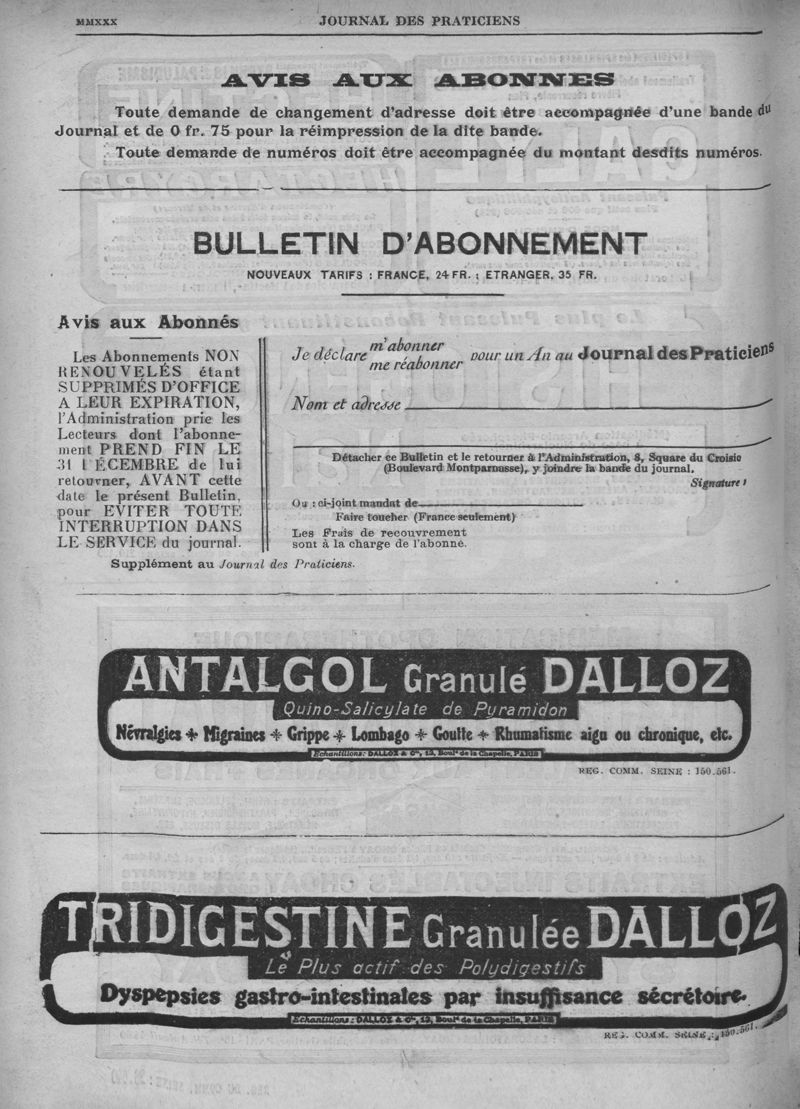 MMXXX
JOURNAL DES PRATICIENS
AVIS AUX ABONNES
Toute demande de changement d'adresse doit être accompagnée d'une bande du
Journal et de 0 fr. 75 pour la réimpression de la dite bande.
Toute demande de numéros doit être accompagnée du montant desdits numéros.
BULLETIN D'ABONNEMENT
NOUVEAUX TARIFS : FRANCE, 24 FR. ; ETRANGER, 35 FR.
Avis aux Abonnés
Les Abonnements NON
RENOUVELÉS étant
SUPPRIMÉS D'OFFICE
A LEUR EXPIRATION,
l'Administration prie les
Lecteurs dont l'abonne-
ment PREND FIN LE
31 DÉCEMBRE de lui
retourner, AVANT cette
date le présent Bulletin,
pour EVITER TOUTE
INTERRUPTION DANS
LE SERVICE du journal.
Je déclare m'abonner me réabonner pour un An au Journal des Praticiens
Nom et adresse
Détacher ce Bulletin et le retourner à l'Administration, 8, Square du Croisic
(Boulevard Montparnasse), y joindre la bande du journal.
Signature :
Ou : ci-joint mandat de
Faire toucher (France seulement)
Les Frais de recouvrement
sont à la charge de l'abonné.
Supplément au Journal des Praticiens.
ANTALGOL Granulé DALLOZ
Quino-Salicylate de Pyramidon
Névralgies * Migraines * Grippe * Lombago * Goutte * Rhumatisme aigu ou chronique, etc.
Echantillons : DALLOZ & Cie, 13, Boul.d de la Chapelle, PARIS
REG. COMM. SEINE : 150.561.
TRIDIGESTINE Granulée DALLOZ
Le Plus actif des Polydigestifs
Dyspepsies gastro-intestinales par insuffisance sécrétoire.
Echantillons : DALLOZ & Cie, 13, Boul.d de la Chapelle, PARIS
REG. COMM. SEINE : 150.561.